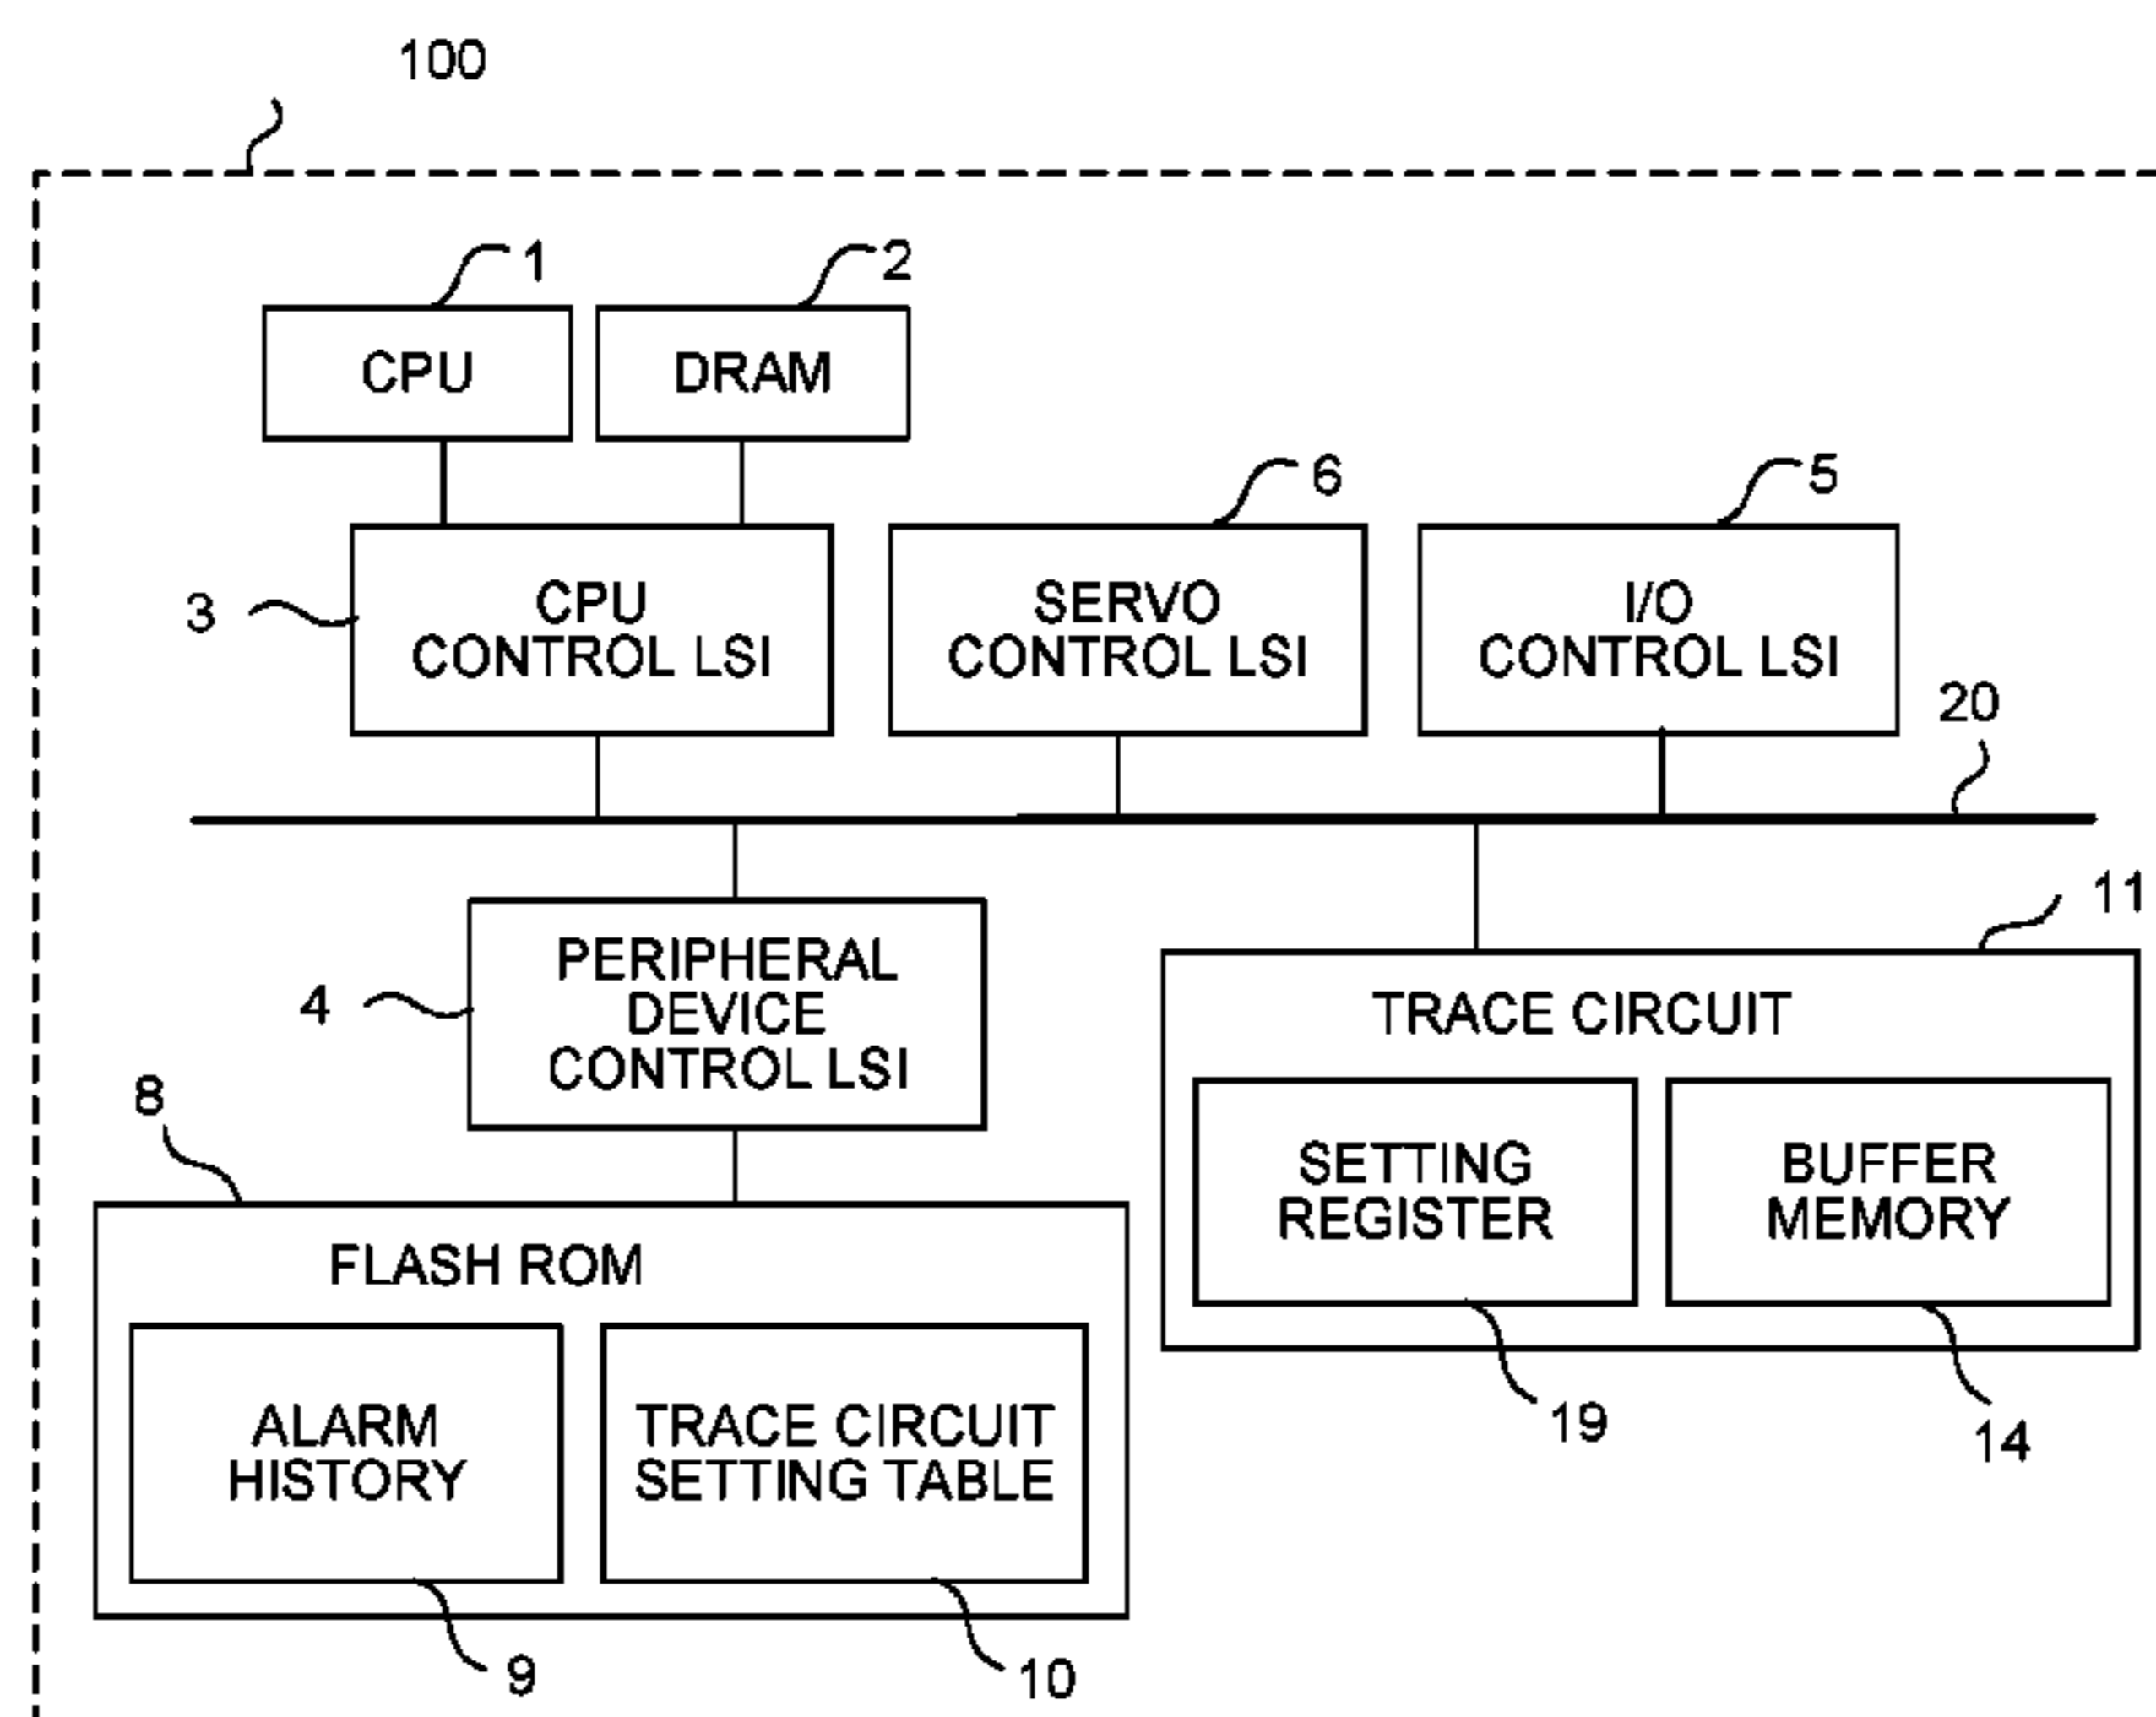 100
1
2
CPU
DRAM
6
5
3
CPU
CONTROL LSI
SERVO
CONTROL LSI
I/O
CONTROL LSI
20
11
4
PERIPHERAL
DEVICE
CONTROL LSI
TRACE CIRCUIT
8
SETTING
REGISTER
BUFFER
MEMORY
FLASH ROM
19
14
ALARM
HISTORY
TRACE CIRCUIT
SETTING TABLE
9
10